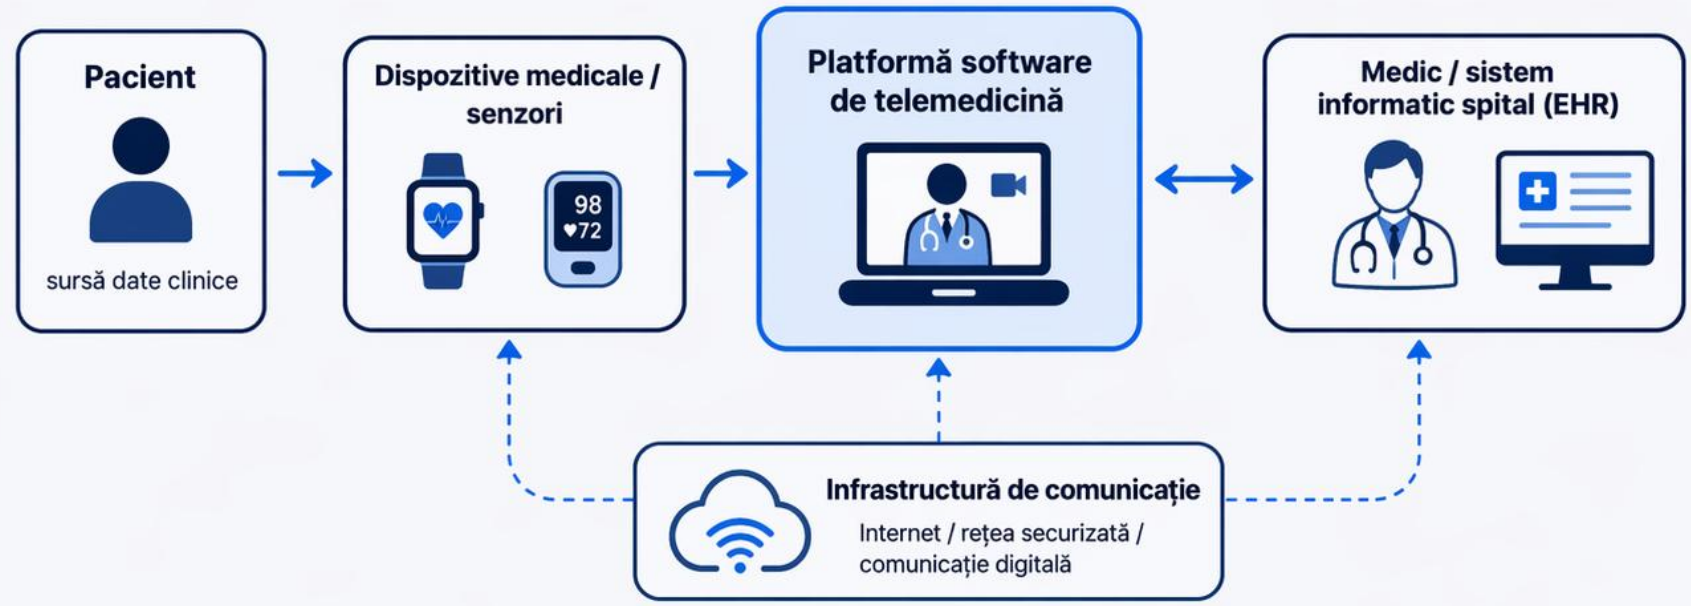 Pacient
sursă date clinice
Dispozitive medicale /
senzori
98
♥72
Platformă software
de telemedicină
Medic / sistem
informatic spital (EHR)
Infrastructură de comunicație
Internet / rețea securizată /
comunicație digitală